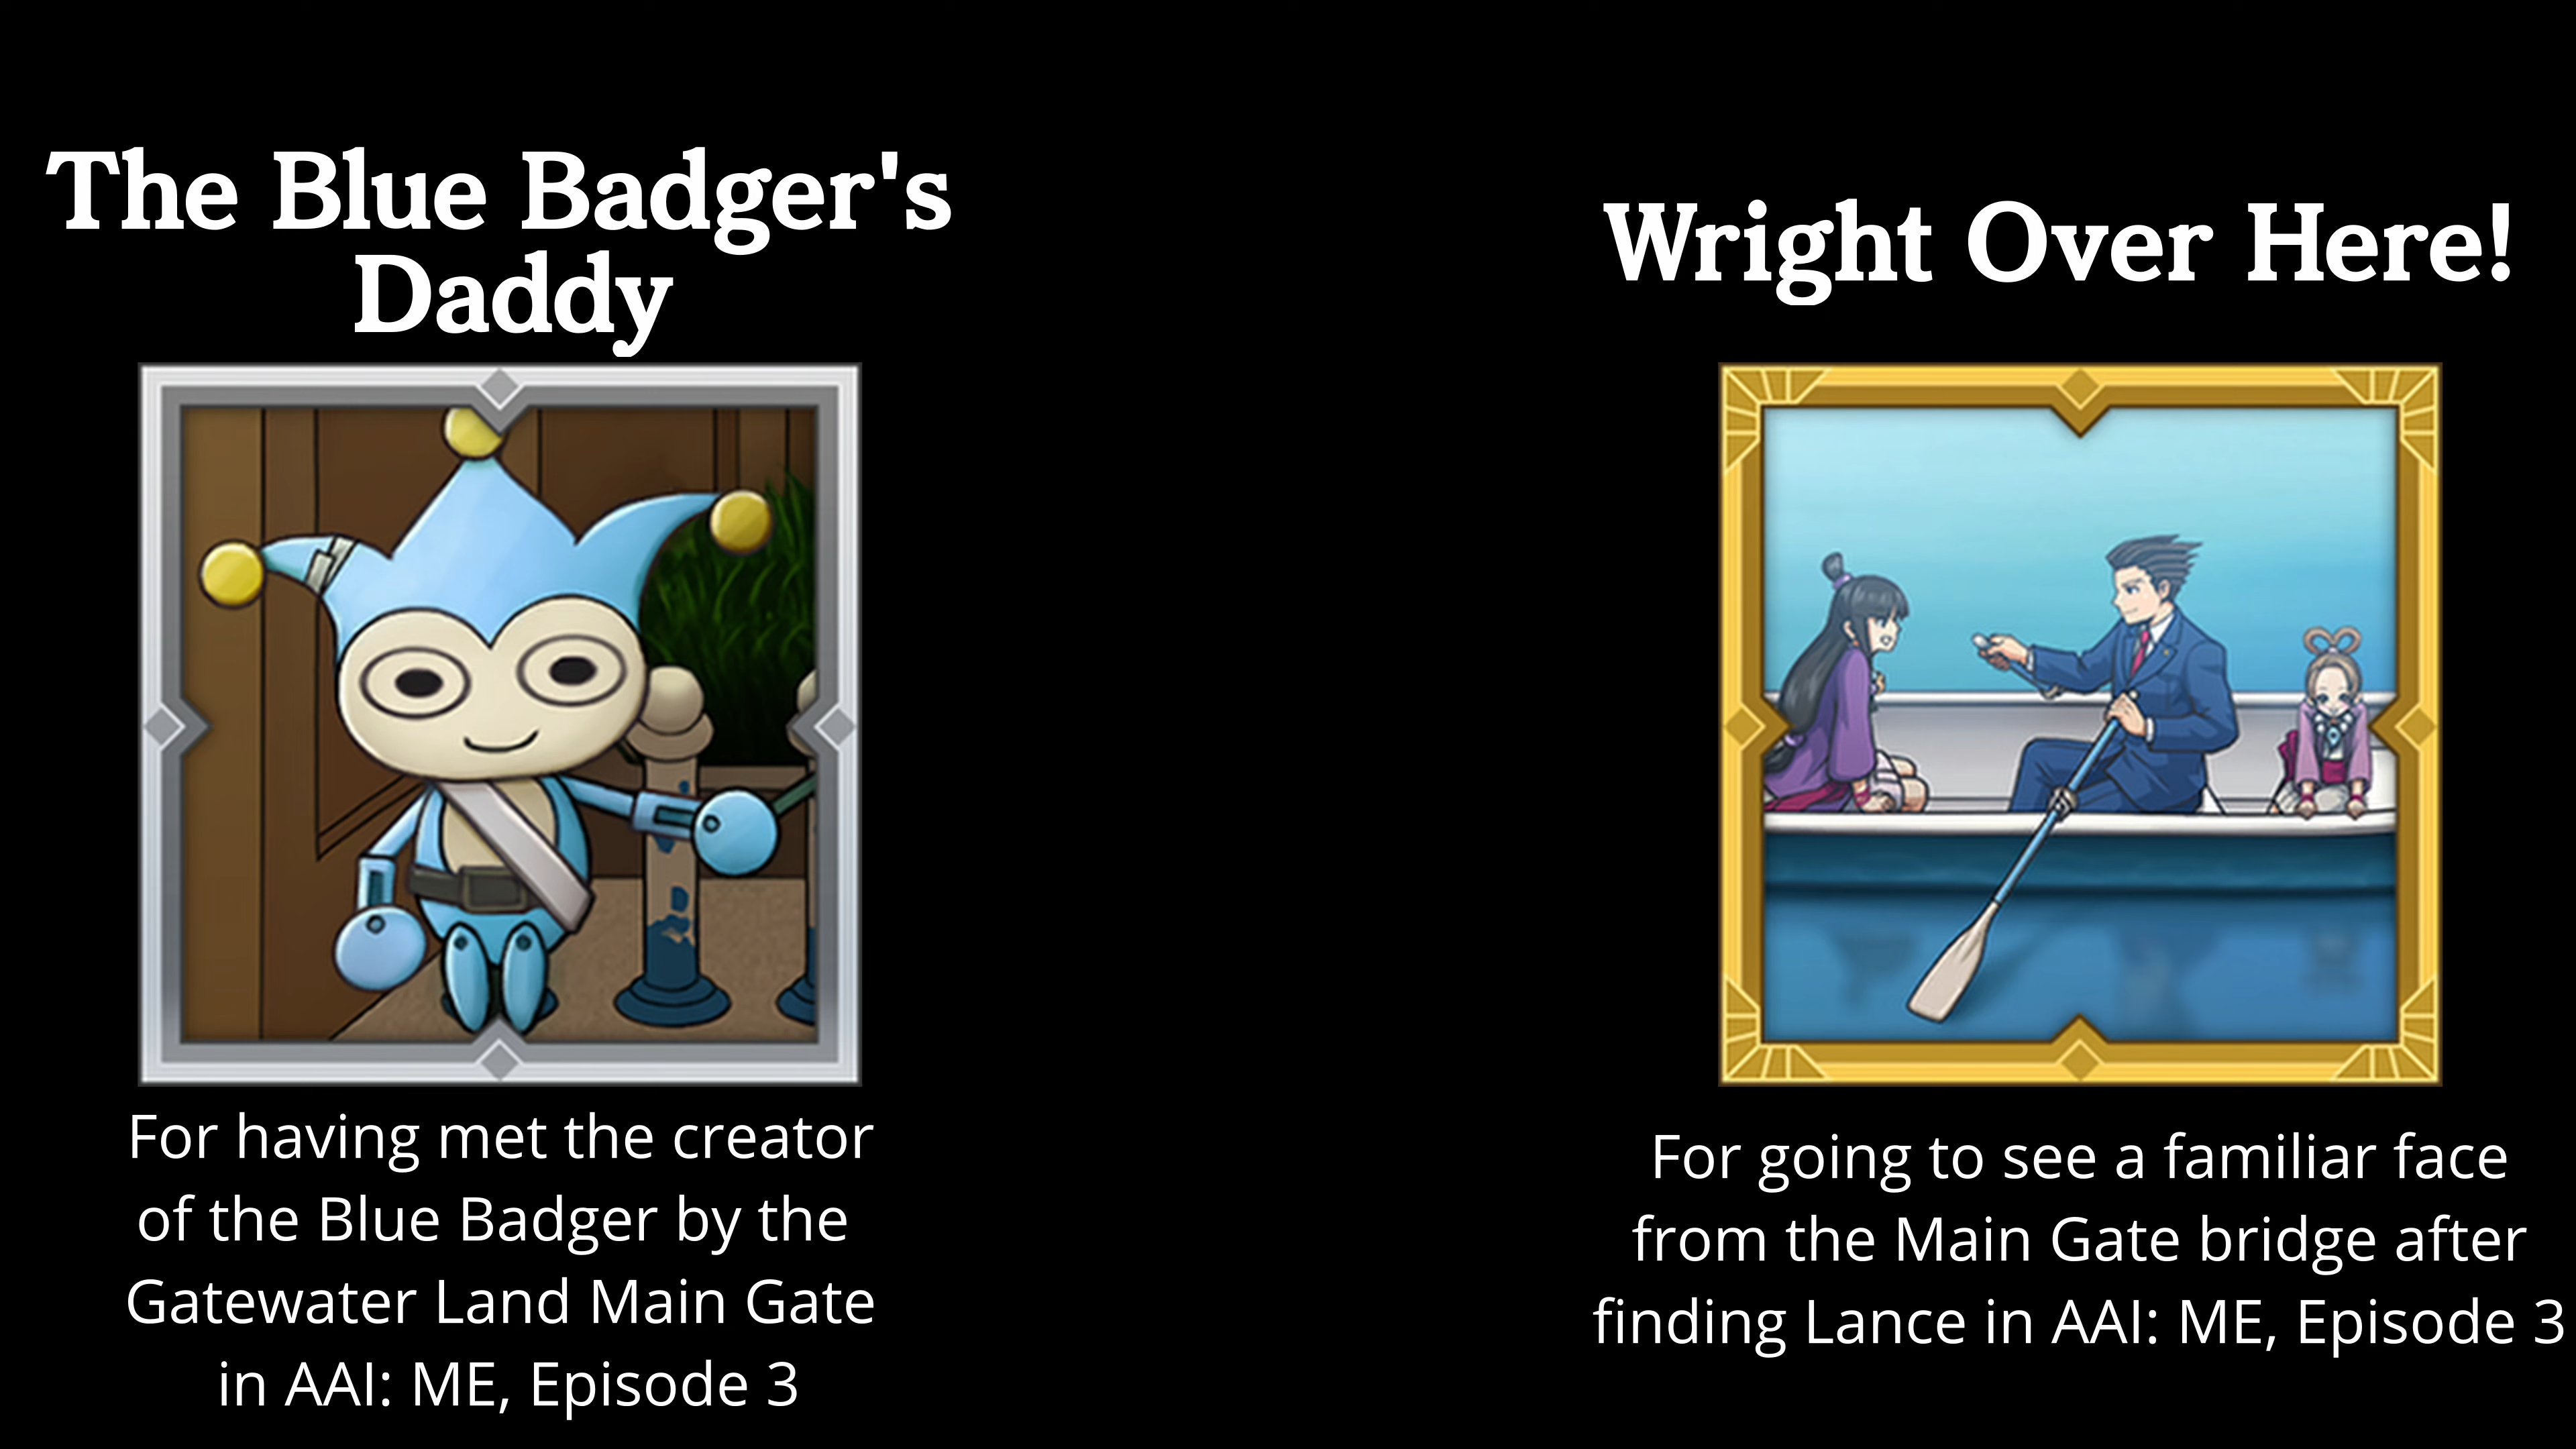 The Blue Badger's
Daddy
For having met the creator
of the Blue Badger by the
Gatewater Land Main Gate
in AAI: ME, Episode 3
Wright Over Here!
For going to see a familiar face
from the Main Gate bridge after
finding Lance in AAI: ME, Episode 3